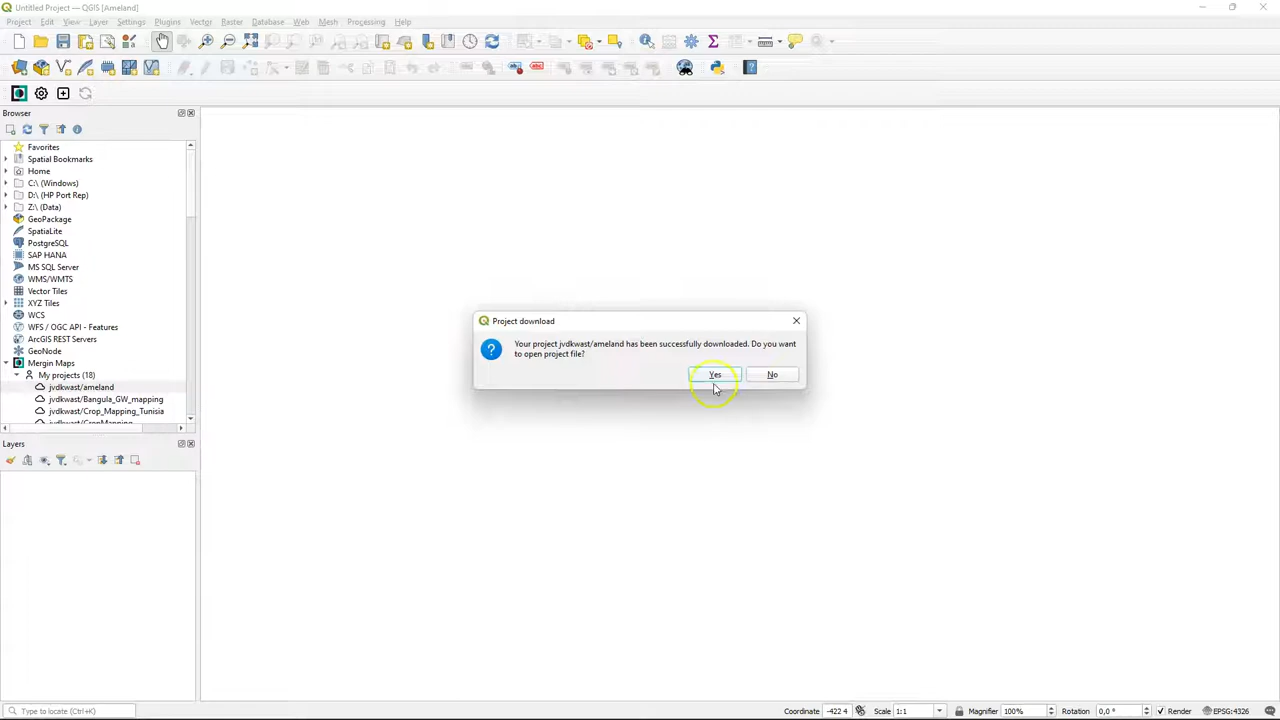 Untitled Project — QGIS [Ameland]
Project Edit View Layer Settings Plugins Vector Raster Database Web Mesh Processing Help
Browser
Favorites
Spatial Bookmarks
Home
C:\ (Windows)
D:\ (HP Port Rep)
Z:\ (Data)
GeoPackage
SpatiaLite
PostgreSQL
SAP HANA
MS SQL Server
WMS/WMTS
Vector Tiles
XYZ Tiles
WCS
WFS / OGC API - Features
ArcGIS REST Servers
GeoNode
Mergin Maps
My projects (18)
jvdkwast/ameland
jvdkwast/Bangula_GW_mapping
jvdkwast/Crop_Mapping_Tunisia
jvdkwast/CropMapping
Project download
Your project jvdkwast/ameland has been successfully downloaded. Do you want
to open project file?
Yes No
Layers
Type to locate (Ctrl+K)
Coordinate -422 4 Scale 1:1 Magnifier 100% Rotation 0,0 ° Render EPSG:4326